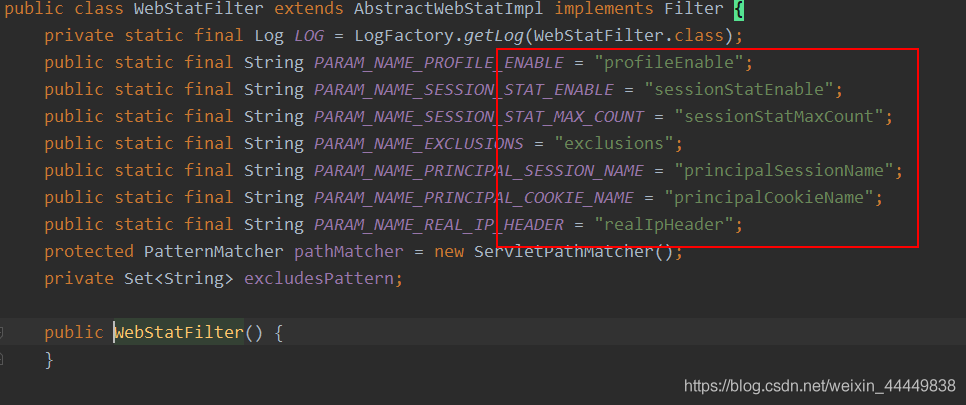 public class WebStatFilter extends AbstractWebStatImpl implements Filter {
private static final Log LOG = LogFactory.getLog(WebStatFilter.class);
public static final String PARAM_NAME_PROFILE_ENABLE = "profileEnable";
public static final String PARAM_NAME_SESSION_STAT_ENABLE = "sessionStatEnable";
public static final String PARAM_NAME_SESSION_STAT_MAX_COUNT = "sessionStatMaxCount";
public static final String PARAM_NAME_EXCLUSIONS = "exclusions";
public static final String PARAM_NAME_PRINCIPAL_SESSION_NAME = "principalSessionName";
public static final String PARAM_NAME_PRINCIPAL_COOKIE_NAME = "principalCookieName";
public static final String PARAM_NAME_REAL_IP_HEADER = "realIpHeader";
protected PatternMatcher pathMatcher = new ServletPathMatcher();
private Set<String> excludesPattern;
public WebStatFilter() {
}
https://blog.csdn.net/weixin_44449838